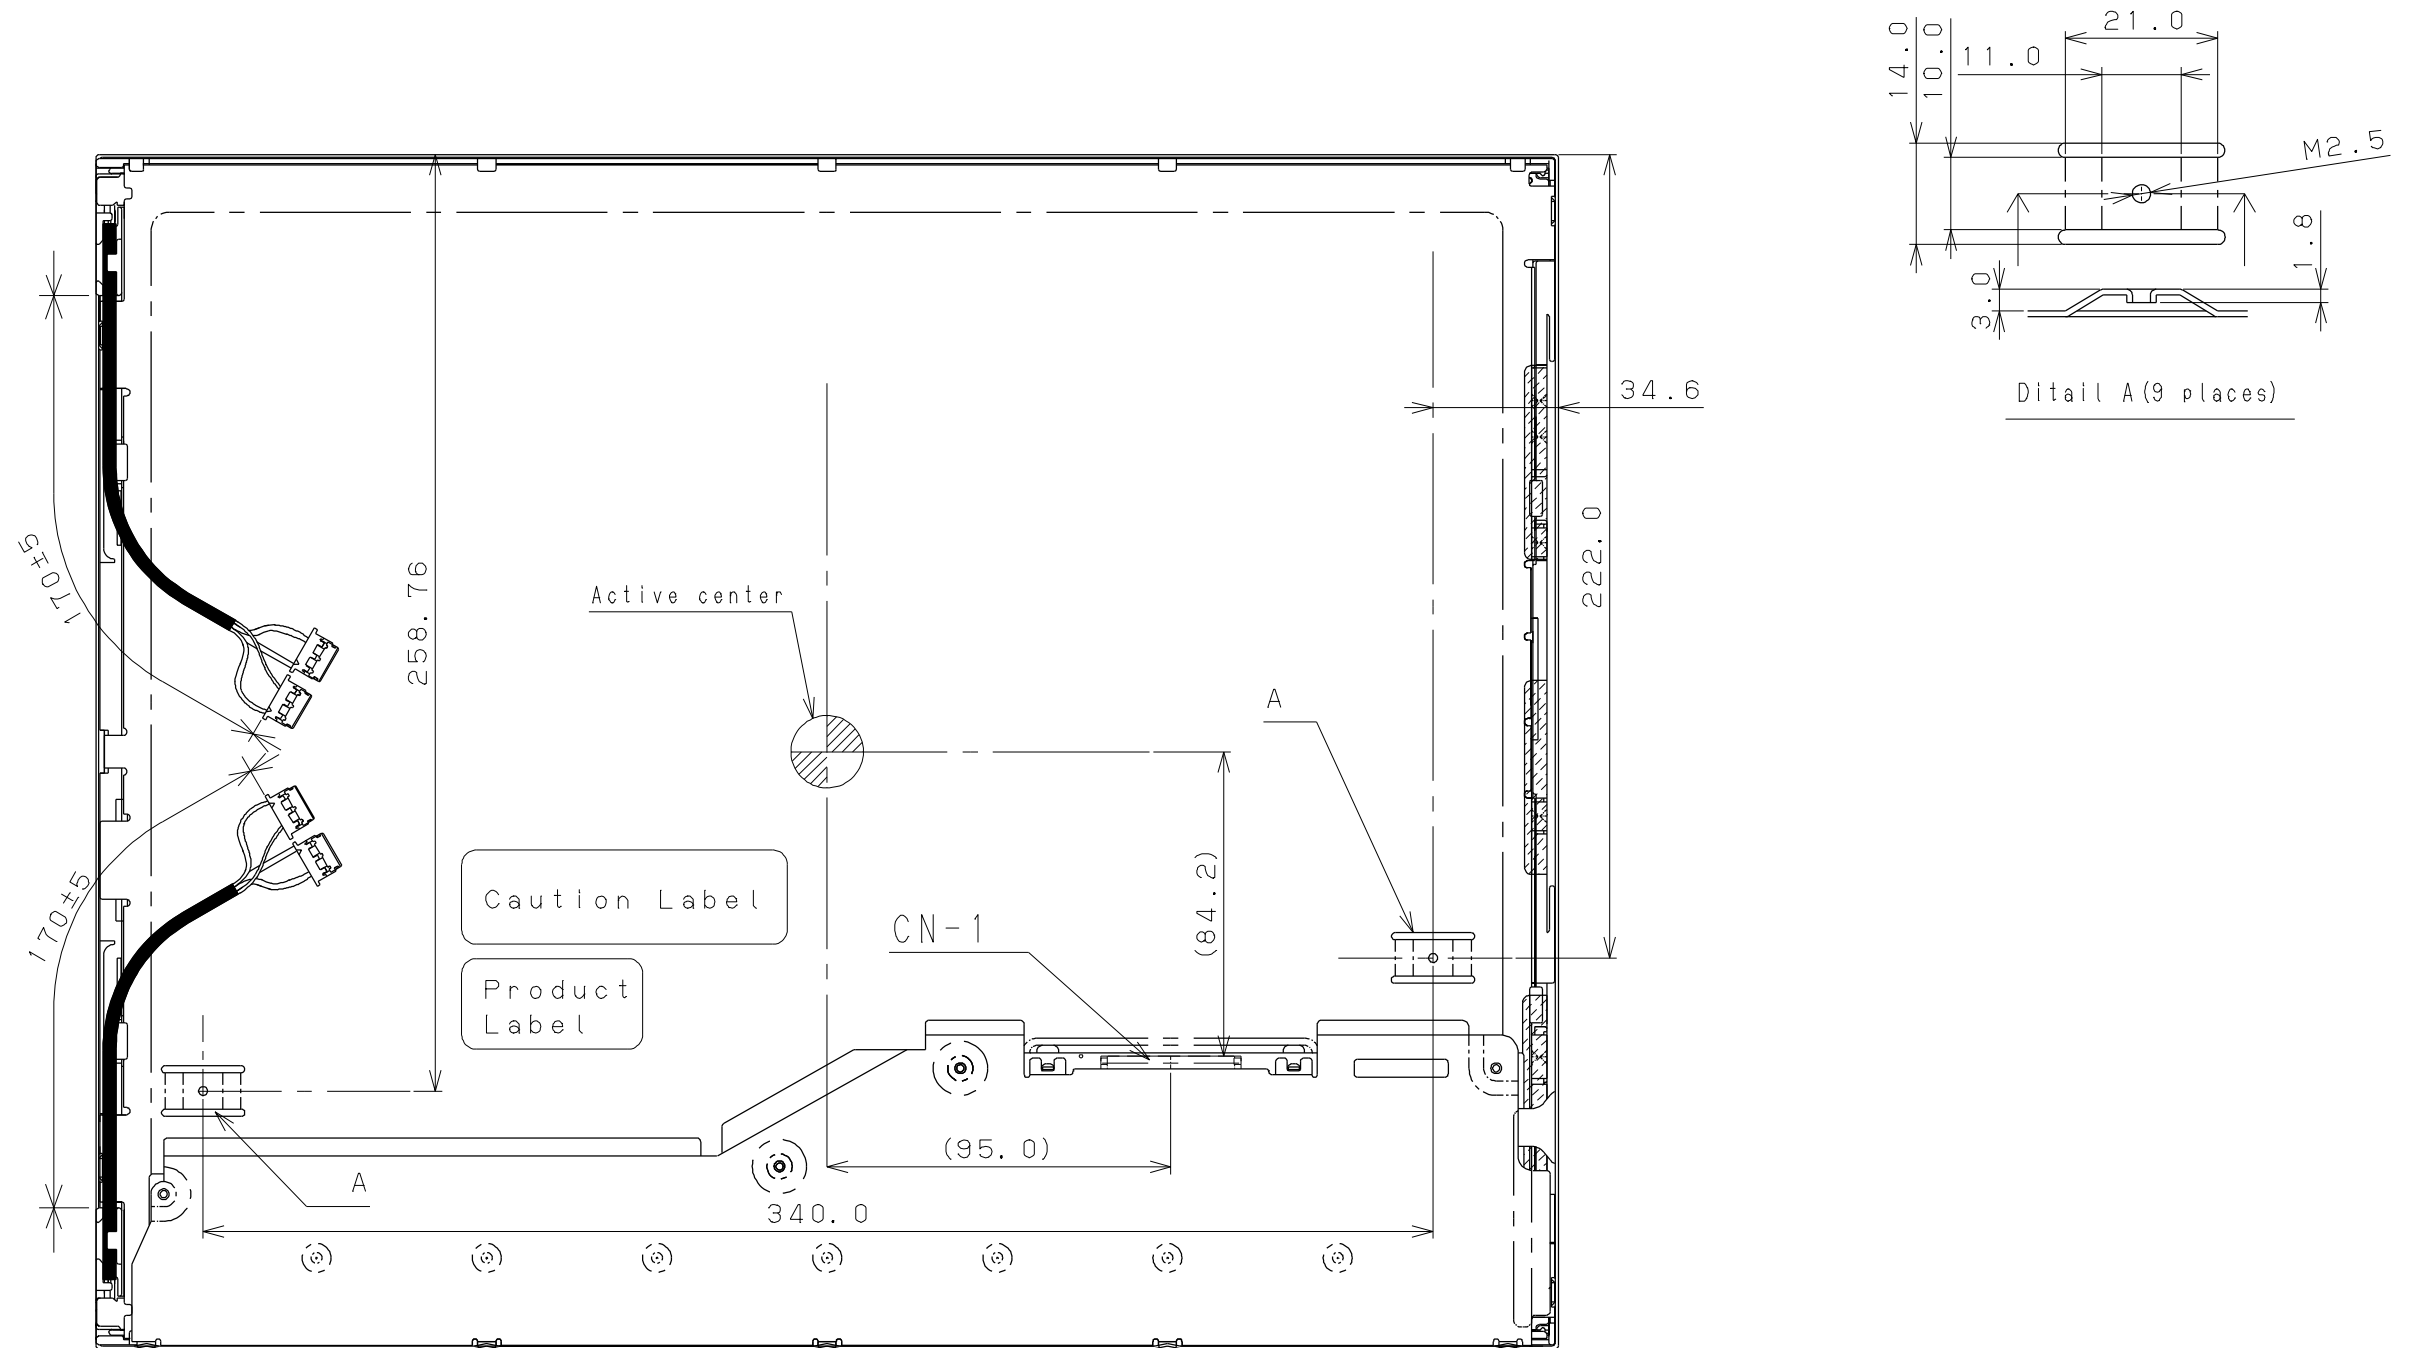 21.0
14.0
10.0
11.0
M2.5
1.8
3.0
Ditail A(9 places)
34.6
222.0
170±5
258.76
Active center
A
(84.2)
Caution Label
CN-1
170±5
Product
Label
(95.0)
A
340.0